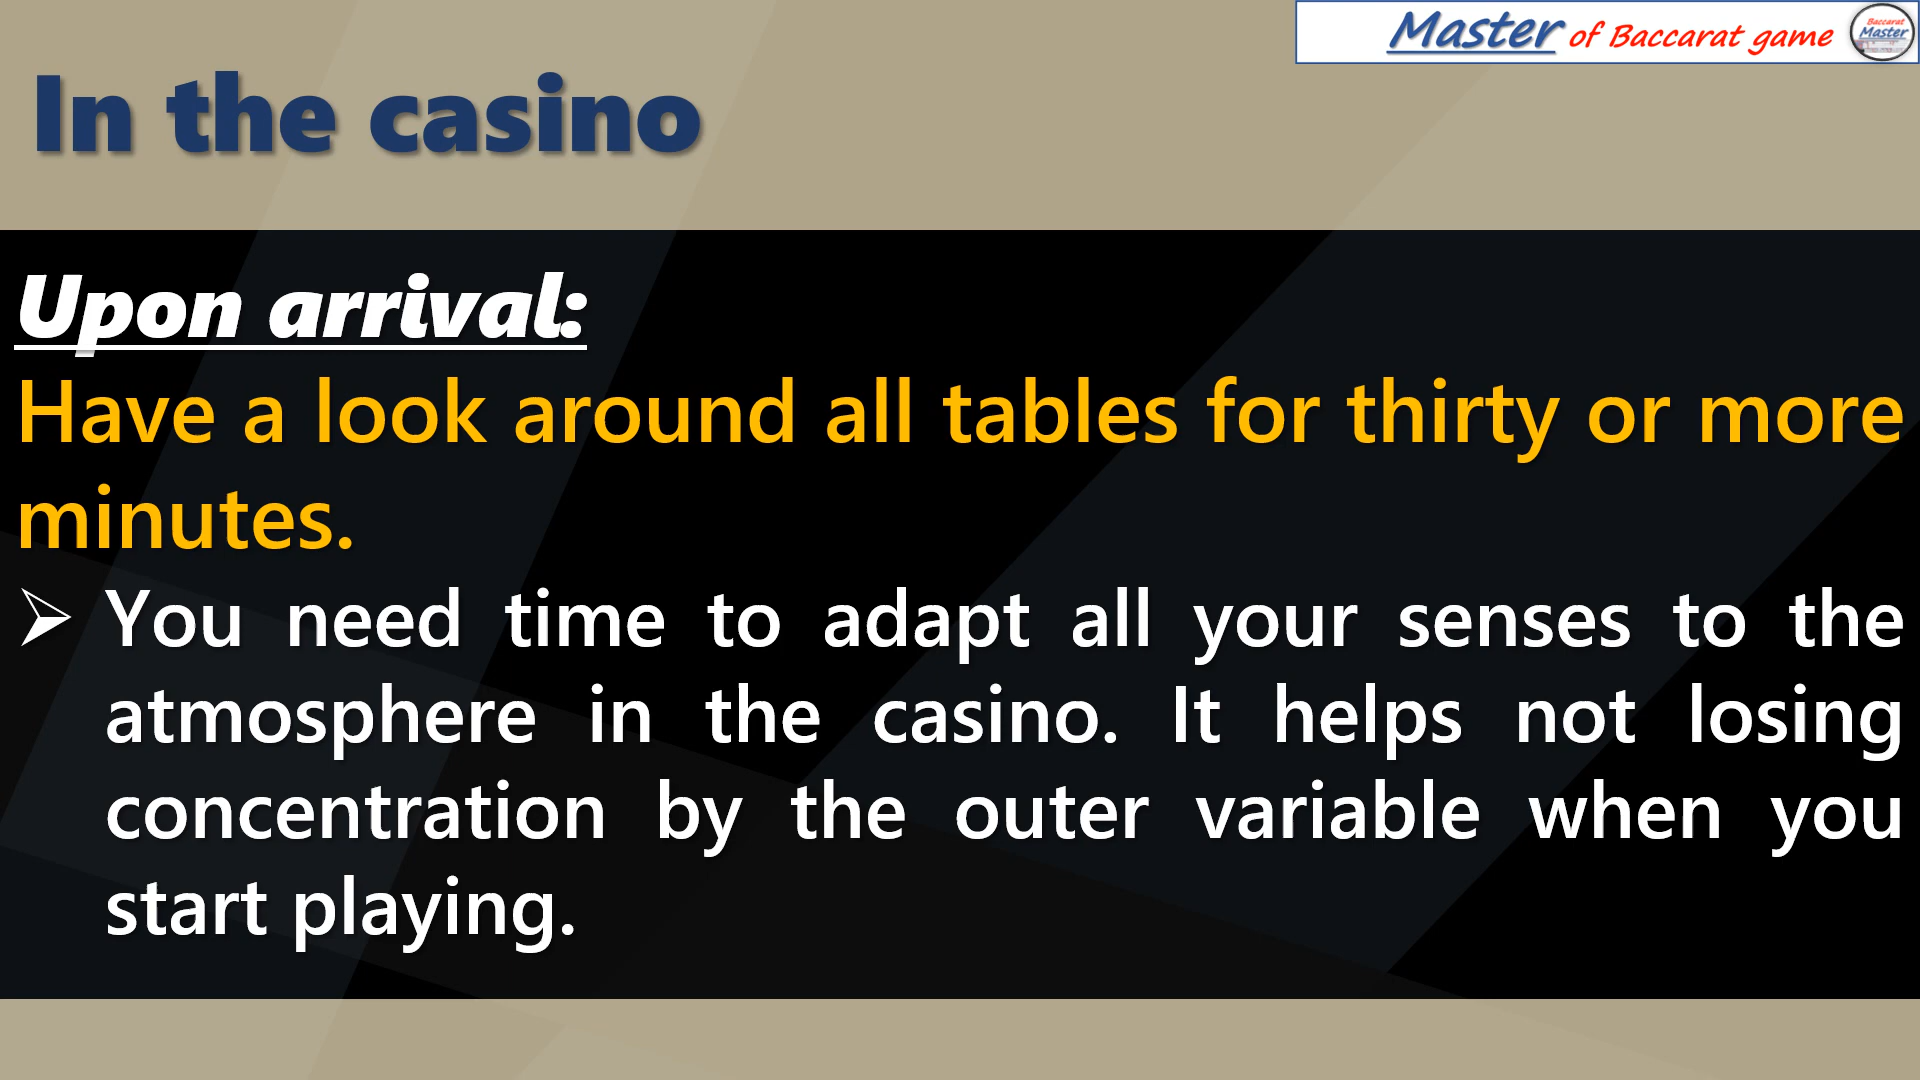 Master of Baccarat game
Baccarat
Master
In the casino
Upon arrival:
Have a look around all tables for thirty or more
minutes.
➢ You need time to adapt all your senses to the
atmosphere in the casino. It helps not losing
concentration by the outer variable when you
start playing.